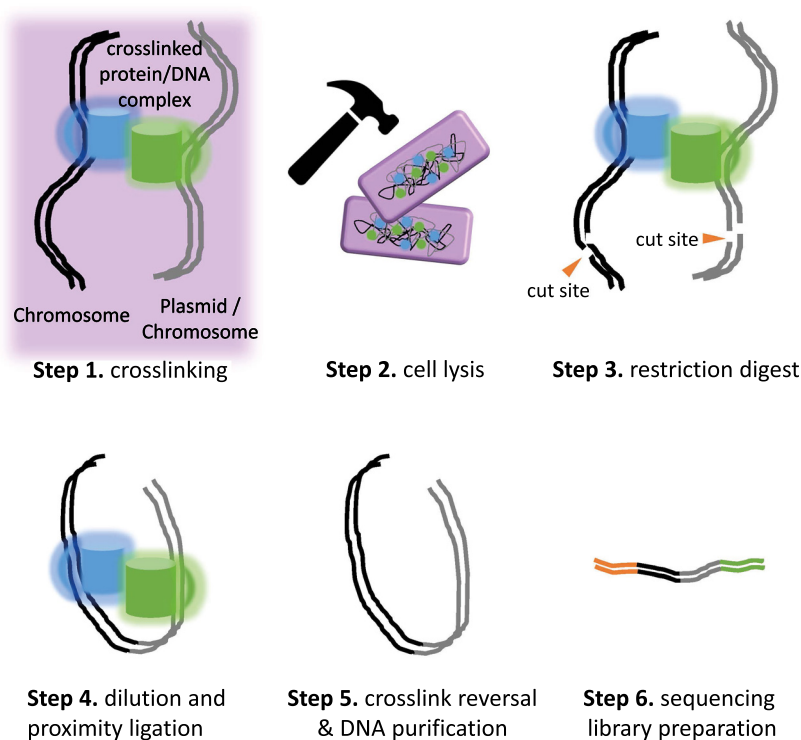 crosslinked
protein/DNA
complex
Chromosome
Plasmid /
Chromosome
Step 1. crosslinking
Step 2. cell lysis
cut site
cut site
Step 3. restriction digest
Step 4. dilution and
proximity ligation
Step 5. crosslink reversal
& DNA purification
Step 6. sequencing
library preparation